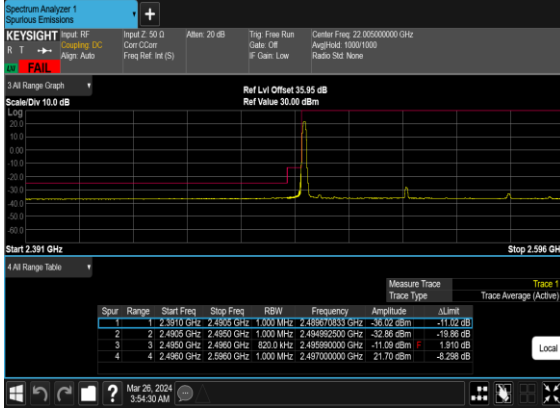 Spectrum Analyzer 1
Spurious Emissions
+
KEYSIGHT Input: RF Input Z: 50 Ω Atten: 20 dB Trig: Free Run Center Freq: 22.005000000 GHz
R T Coupling: DC Corr CCorr Gate: Off Avg|Hold: 1000/1000
Align: Auto Freq Ref: Int (S) IF Gain: Low Radio Std: None
FAIL
3 All Range Graph
Ref Lvl Offset 35.95 dB
Scale/Div 10.0 dB Ref Value 30.00 dBm
Log
20.0
10.0
0.00
-10.0
-20.0
-30.0
-40.0
-50.0
-60.0
Start 2.391 GHz Stop 2.596 GH
4 All Range Table
Measure Trace Trace 1
Trace Type Trace Average (Active)
Spur Range Start Freq Stop Freq RBW Frequency Amplitude ΔLimit
1 1 2.3910 GHz 2.4905 GHz 1.000 MHz 2.489670833 GHz -36.02 dBm -11.02 dB
2 2 2.4905 GHz 2.4950 GHz 1.000 MHz 2.494992500 GHz -32.86 dBm -19.86 dB
3 3 2.4950 GHz 2.4960 GHz 820.0 kHz 2.495990000 GHz -11.09 dBm F 1.910 dB
4 4 2.4960 GHz 2.5960 GHz 1.000 MHz 2.497000000 GHz 21.70 dBm -8.298 dB
Local
? Mar 26, 2024
3:54:30 AM